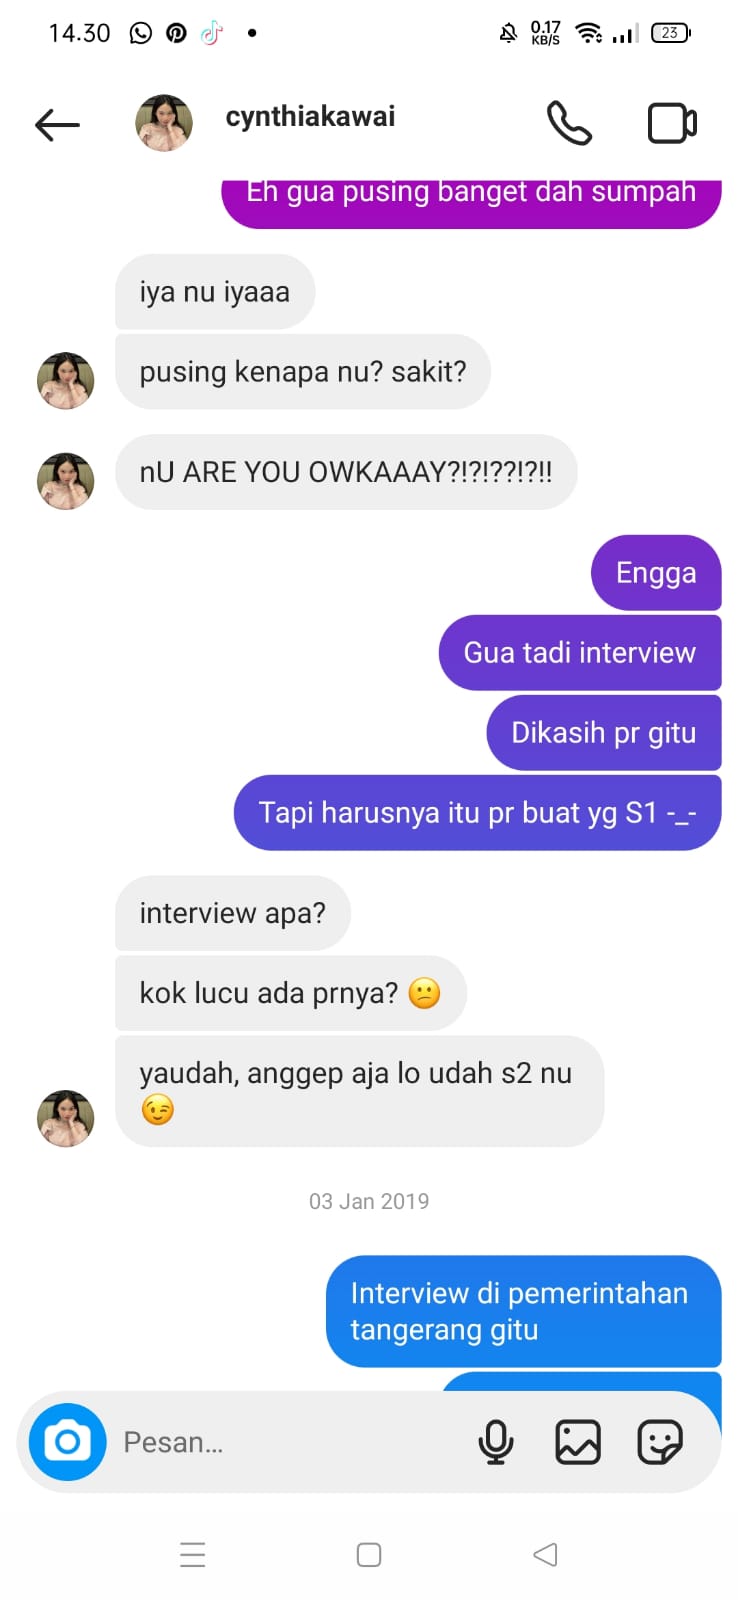 14.30
0.17
KB/S
23
cynthiakawai
Eh gua pusing banget dah sumpah
iya nu iyaaa
pusing kenapa nu? sakit?
nU ARE YOU OWKAAAY?!?!??!?!!
Engga
Gua tadi interview
Dikasih pr gitu
Tapi harusnya itu pr buat yg S1 -_-
interview apa?
kok lucu ada prnya? 😕
yaudah, anggep aja lo udah s2 nu
😉
03 Jan 2019
Interview di pemerintahan
tangerang gitu
Pesan...